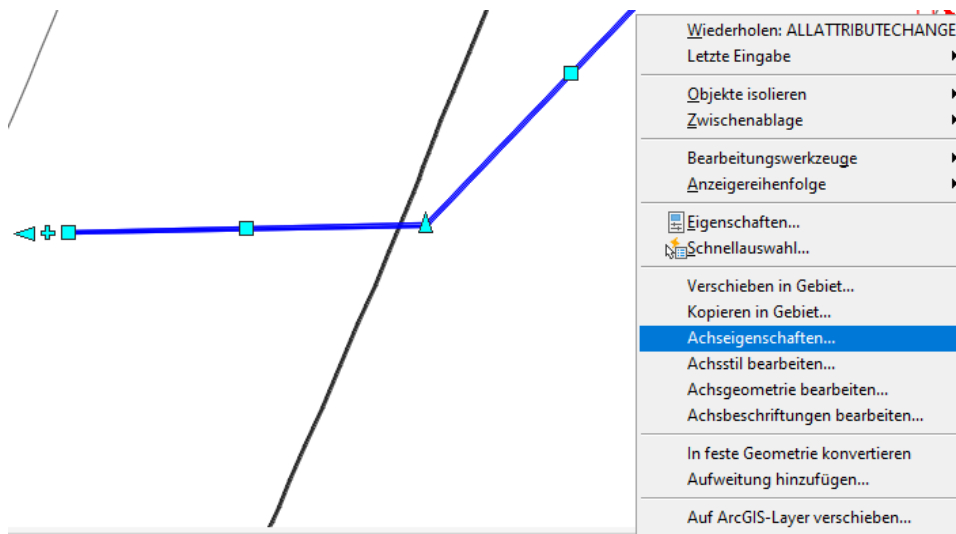 Wiederholen: ALLATTRIBUTECHANGE
Letzte Eingabe
Objekte isolieren
Zwischenablage
Bearbeitungswerkzeuge
Anzeigereihenfolge
Eigenschaften...
Schnellauswahl...
Verschieben in Gebiet...
Kopieren in Gebiet...
Achseigenschaften...
Achsstil bearbeiten...
Achsgeometrie bearbeiten...
Achsbeschriftungen bearbeiten...
In feste Geometrie konvertieren
Aufweitung hinzufügen...
Auf ArcGIS-Layer verschieben...